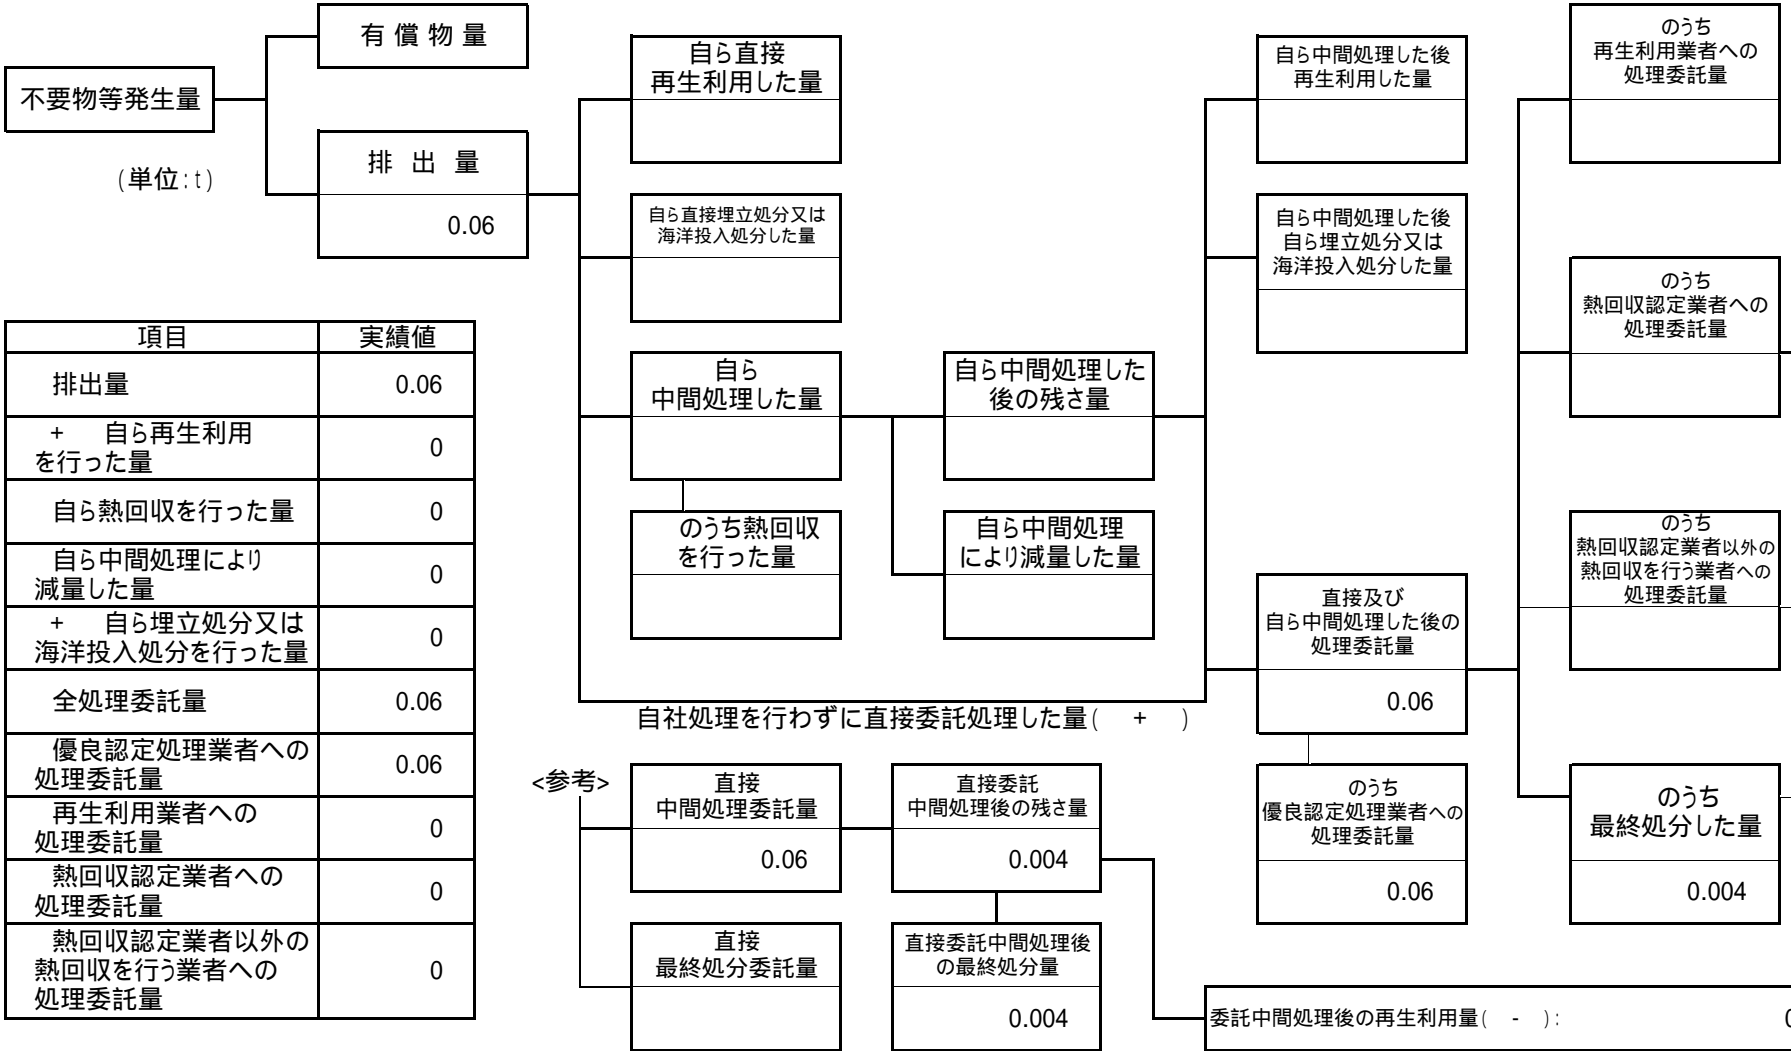 不要物等発生量
(単位:t)
有 償 物 量
排 出 量
0.06
自ら直接
再生利用した量
自ら直接埋立処分又は
海洋投入処分した量
自ら
中間処理した量
のうち熱回収
を行った量
自ら中間処理した
後の残さ量
自ら中間処理
により減量した量
自ら中間処理した後
再生利用した量
自ら中間処理した後
自ら埋立処分又は
海洋投入処分した量
直接及び
自ら中間処理した後の
処理委託量
0.06
のうち
優良認定処理業者への
処理委託量
0.06
のうち
再生利用業者への
処理委託量
のうち
熱回収認定業者への
処理委託量
のうち
熱回収認定業者以外の
熱回収を行う業者への
処理委託量
のうち
最終処分した量
0.004
自社処理を行わずに直接委託処理した量( + )
<参考>
直接
中間処理委託量
0.06
直接
最終処分委託量
直接委託
中間処理後の残さ量
0.004
直接委託中間処理後
の最終処分量
0.004
委託中間処理後の再生利用量( - ):
項目 実績値
排出量 0.06
+ 自ら再生利用
を行った量 0
自ら熱回収を行った量 0
自ら中間処理により
減量した量 0
+ 自ら埋立処分又は
海洋投入処分を行った量 0
全処理委託量 0.06
優良認定処理業者への
処理委託量 0.06
再生利用業者への
処理委託量 0
熱回収認定業者への
処理委託量 0
熱回収認定業者以外の
熱回収を行う業者への
処理委託量 0